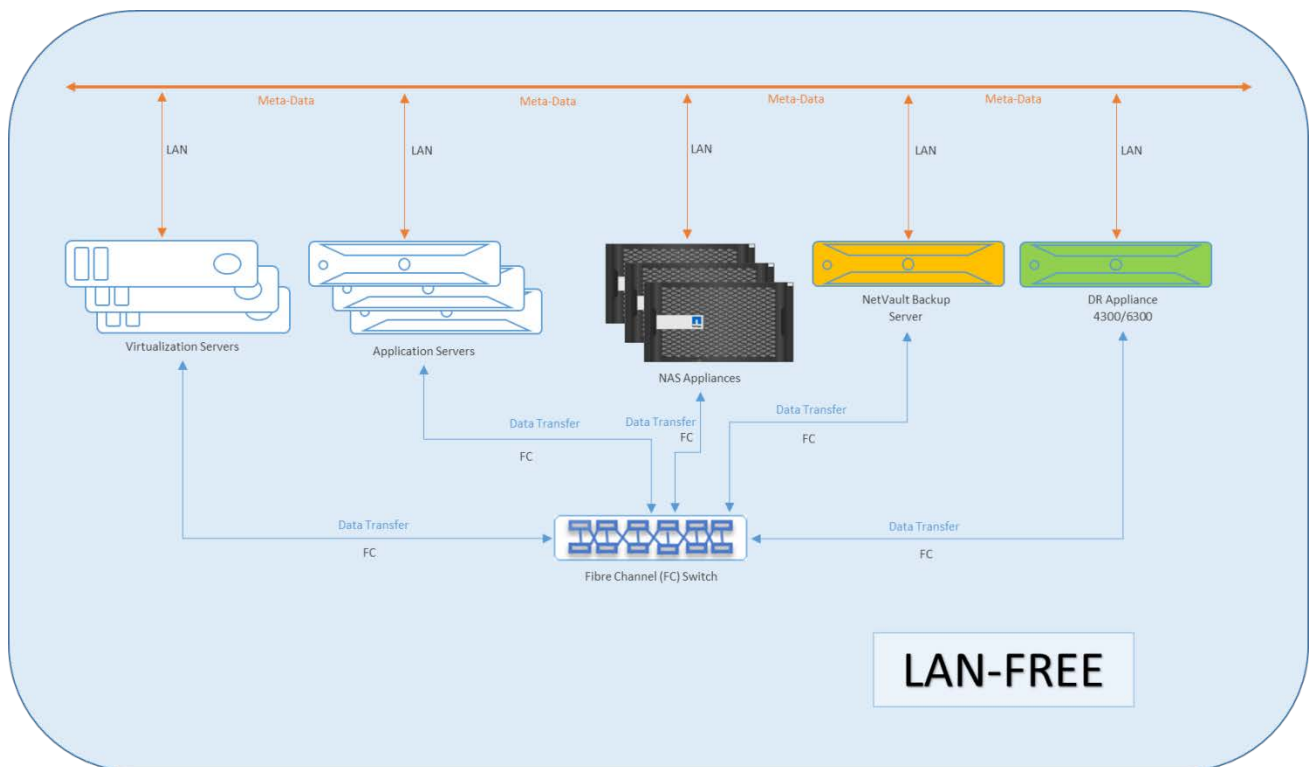 Meta-Data
Meta-Data
Meta-Data
Meta-Data
LAN
LAN
LAN
LAN
LAN
Virtualization Servers
Application Servers
NAS Appliances
NetVault Backup
Server
DR Appliance
4300/6300
Data Transfer
FC
Data Transfer
FC
Data Transfer
FC
Data Transfer
FC
Data Transfer
FC
Fibre Channel (FC) Switch
LAN-FREE